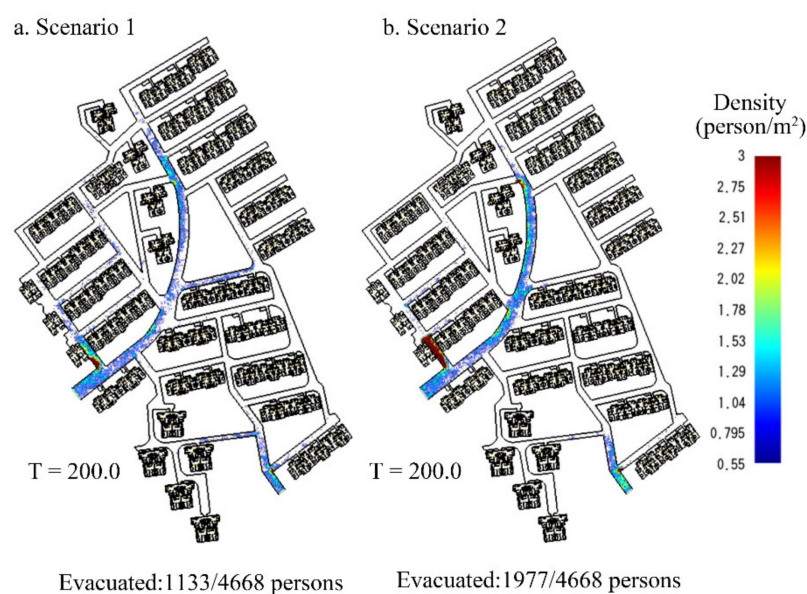 a. Scenario 1
b. Scenario 2
Density
(person/m²)
3
2.75
2.51
2.27
2.02
1.78
1.53
1.29
1.04
0.795
0.55
T = 200.0
T = 200.0
Evacuated:1133/4668 persons
Evacuated:1977/4668 persons